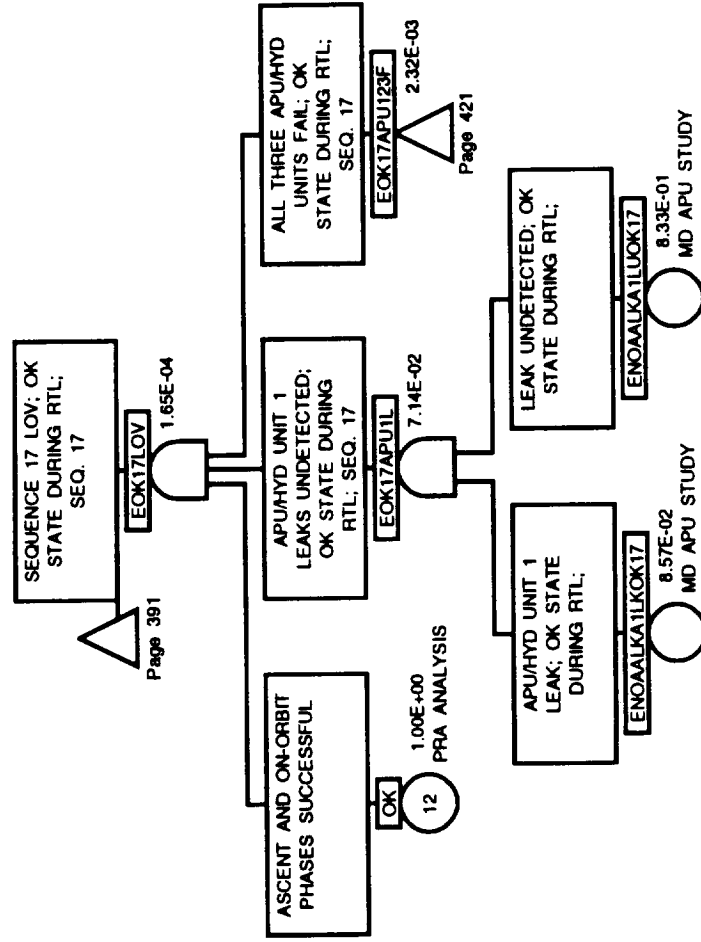 SEQUENCE 17 LOV; OK
STATE DURING RTL;
SEQ. 17
EOK17LOV
1.65E-04
Page 391
ASCENT AND ON-ORBIT
PHASES SUCCESSFUL
OK
12
1.00E+00
PRA ANALYSIS
APU/HYD UNIT 1
LEAKS UNDETECTED;
OK STATE DURING
RTL; SEQ. 17
EOK17APU1L
7.14E-02
ALL THREE APU/HYD
UNITS FAIL; OK
STATE DURING RTL;
SEQ. 17
EOK17APU123F
2.32E-03
Page 421
APU/HYD UNIT 1
LEAK; OK STATE
DURING RTL;
ENOAALKA1LKOK17
8.57E-02
MD APU STUDY
LEAK UNDETECTED; OK
STATE DURING RTL;
ENOAALKA1LUOK17
8.33E-01
MD APU STUDY